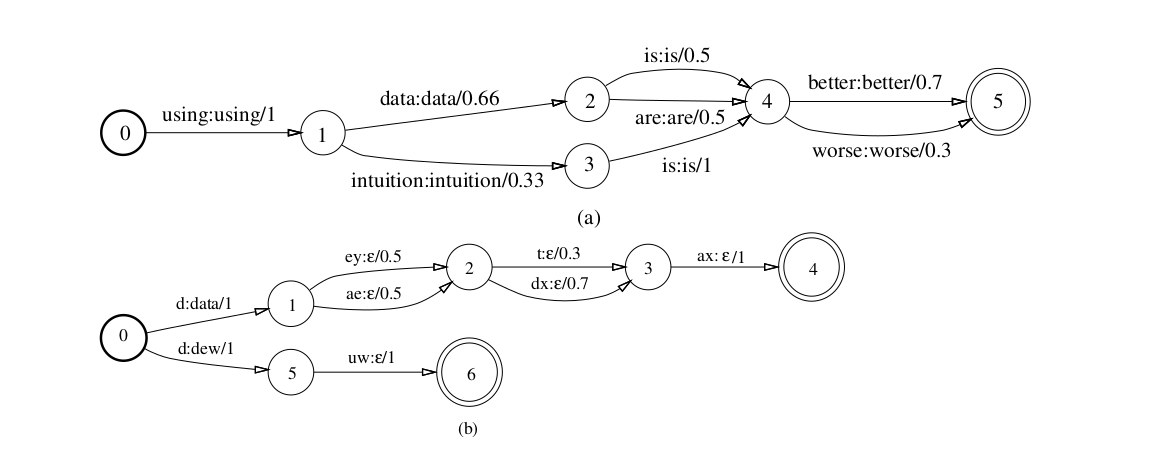 is:is/0.5
better:better/0.7
data:data/0.66
using:using/1
0
1
2
4
5
are:are/0.5
3
is:is/1
worse:worse/0.3
intuition:intuition/0.33
(a)
ey:ε/0.5
t:ε/0.3
ax: ε/1
2
3
4
dx:ε/0.7
ae:ε/0.5
d:data/1
1
0
d:dew/1
uw:ε/1
5
6
(b)